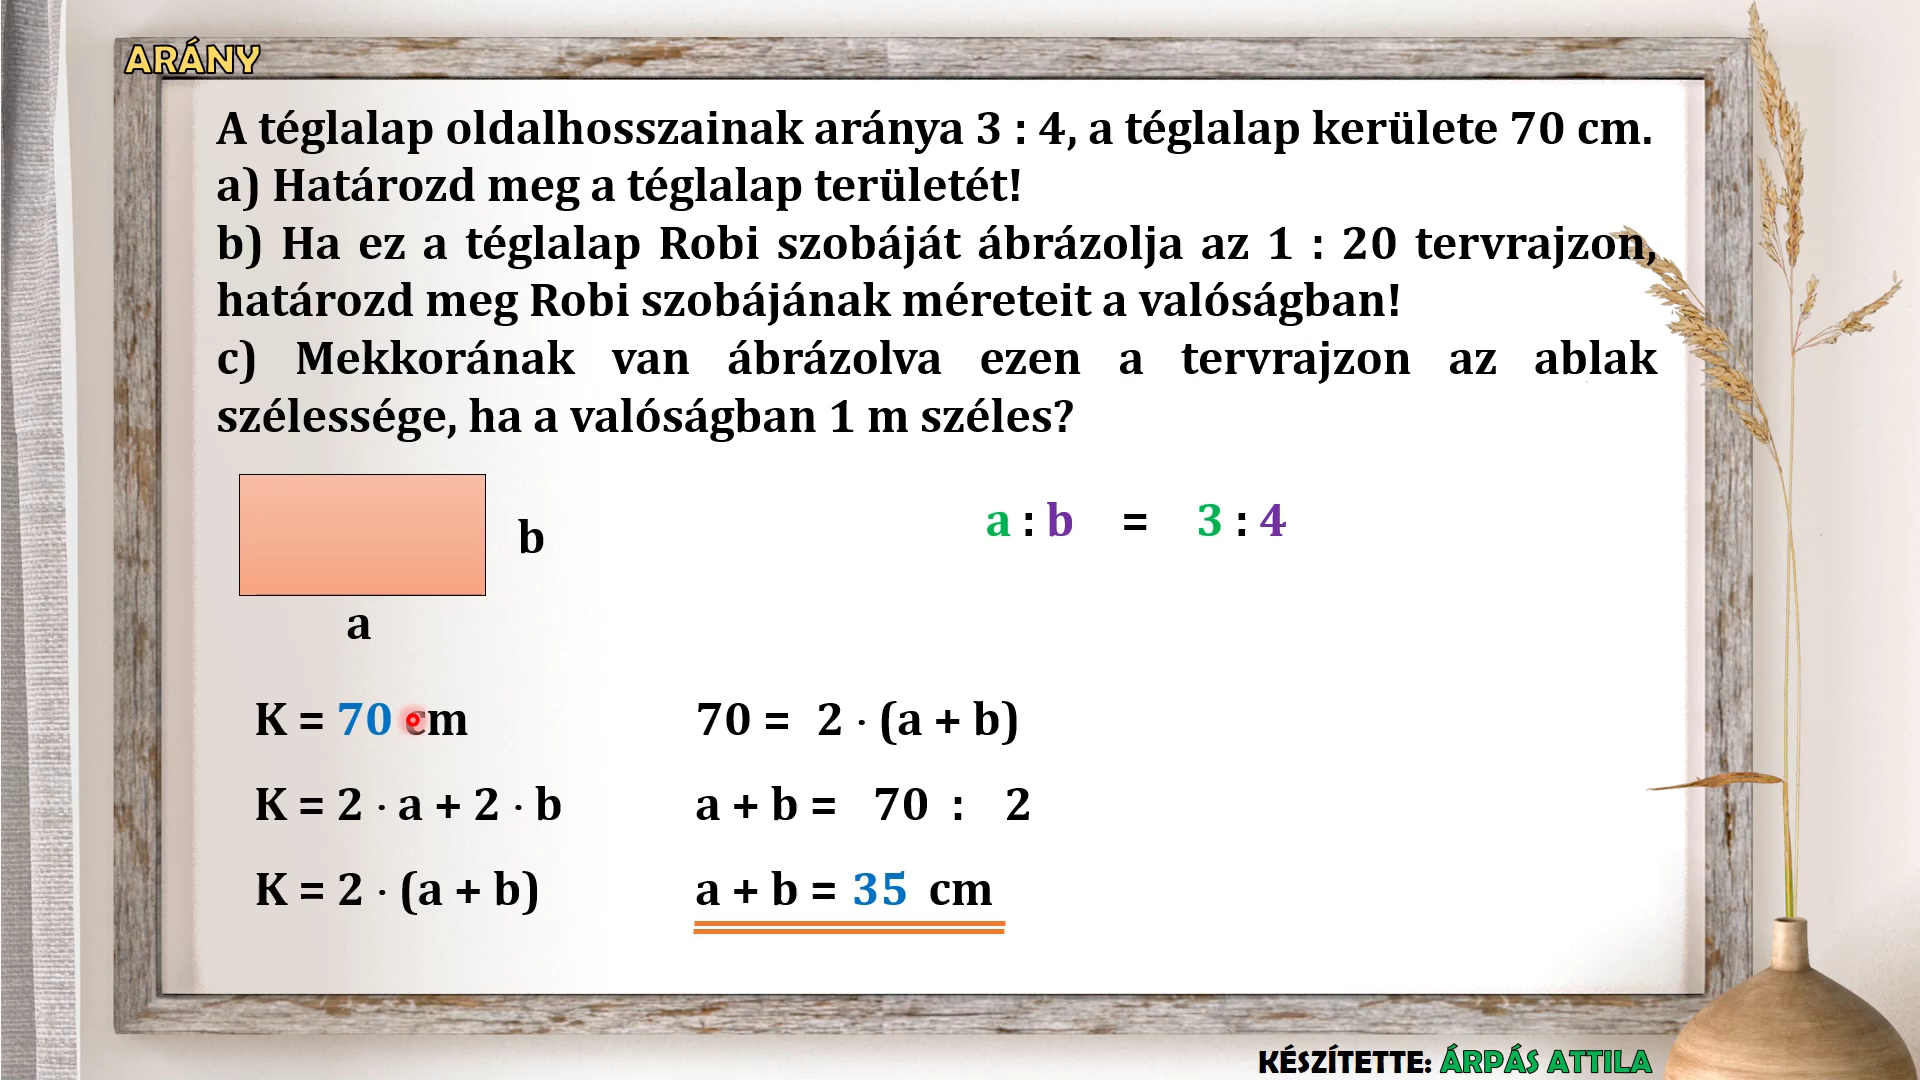 ARÁNY
A téglalap oldalhosszainak aránya 3 : 4, a téglalap kerülete 70 cm.
a) Határozd meg a téglalap területét!
b) Ha ez a téglalap Robi szobáját ábrázolja az 1 : 20 tervrajzon,
határozd meg Robi szobájának méreteit a valóságban!
c) Mekkorának van ábrázolva ezen a tervrajzon az ablak
szélessége, ha a valóságban 1 m széles?
a : b = 3 : 4
b
a
K = 70 cm
70 = 2 · (a + b)
K = 2 · a + 2 · b
a + b = 70 : 2
K = 2 · (a + b)
a + b = 35 cm
KÉSZÍTETTE: ÁRPÁS ATTILA